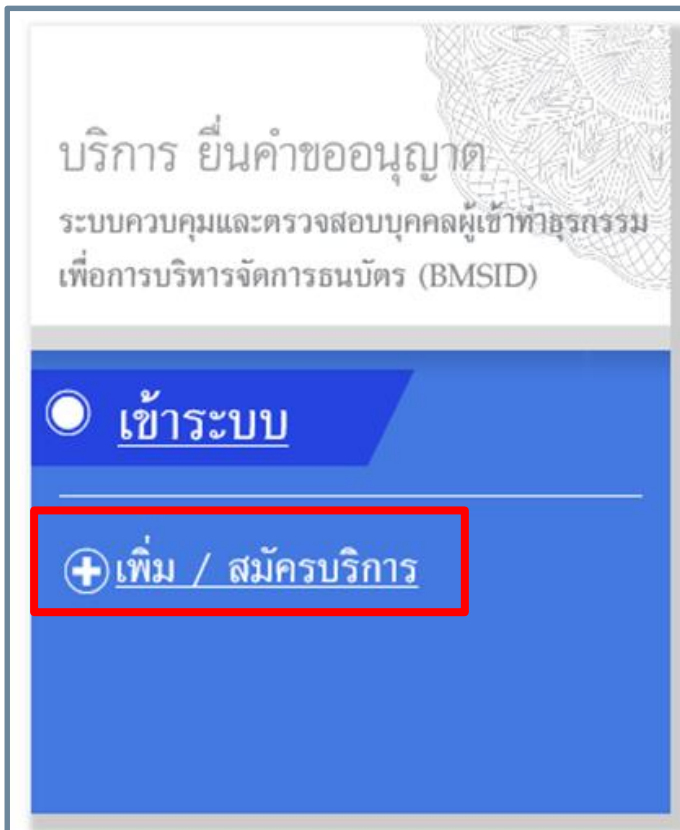 บริการ ยื่นคำขออนุญาต
ระบบควบคุมและตรวจสอบบุคคลผู้เข้าทำธุรกรรม
เพื่อการบริหารจัดการธนบัตร (BMSID)
เข้าระบบ
เพิ่ม / สมัครบริการ